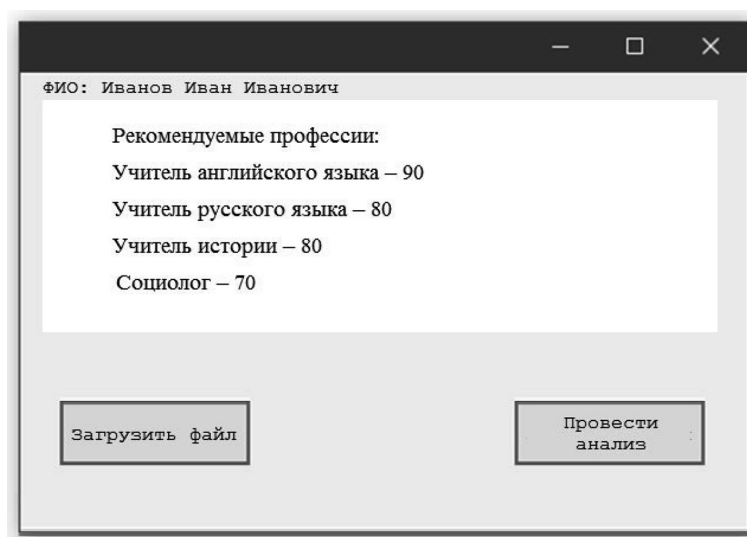 ФИО: Иванов Иван Иванович
Рекомендуемые профессии:
Учитель английского языка – 90
Учитель русского языка – 80
Учитель истории – 80
Социолог – 70
Загрузить файл
Провести
анализ